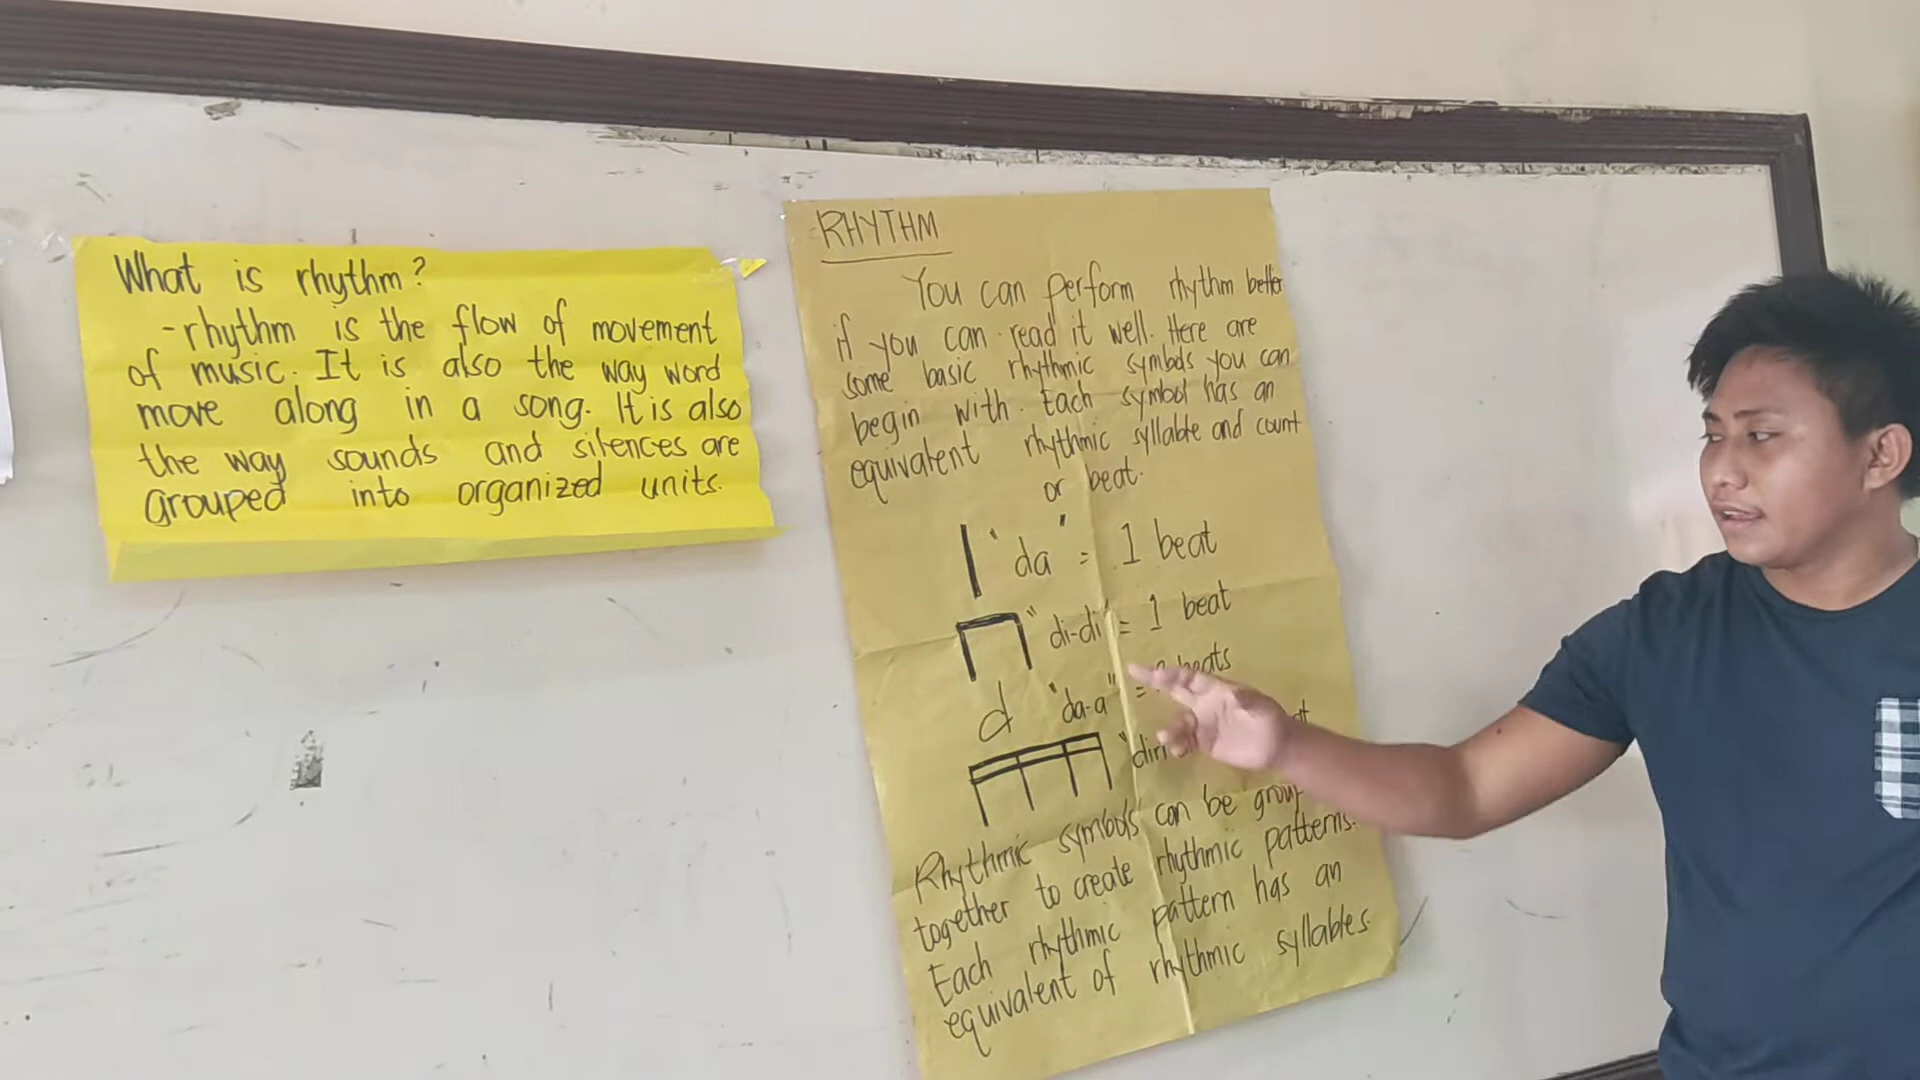 What is rhythm?
-rhythm is the flow of movement
of music. It is also the way word
move along in a song. It is also
the way sounds and silences are
grouped into organized units.
RHYTHM
You can perform rhythm better
if you can read it well. Here are
some basic rhythmic symbols you can
begin with. Each symbol has an
equivalent rhythmic syllable and count
or beat.
"da" = 1 beat
"di-di" = 1 beat
d "da-a" = beats
Rhythmic symbols can be
together to create rhythmic patterns.
Each rhythmic pattern has an
equivalent of rhythmic syllables.